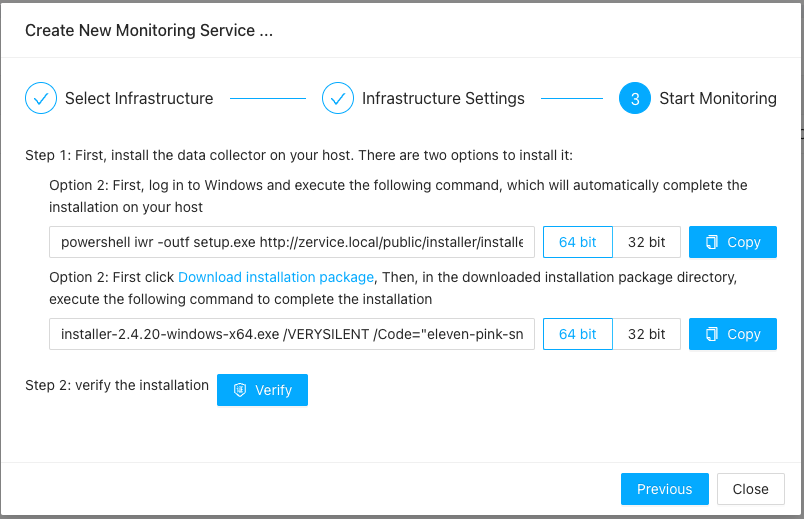 Create New Monitoring Service ...
Select Infrastructure
Infrastructure Settings
3 Start Monitoring
Step 1: First, install the data collector on your host. There are two options to install it:
Option 2: First, log in to Windows and execute the following command, which will automatically complete the
installation on your host
powershell iwr -outf setup.exe http://zervice.local/public/installer/installe
64 bit
32 bit
Copy
Option 2: First click Download installation package, Then, in the downloaded installation package directory,
execute the following command to complete the installation
installer-2.4.20-windows-x64.exe /VERYSILENT /Code="eleven-pink-sn
64 bit
32 bit
Copy
Step 2: verify the installation
Verify
Previous
Close